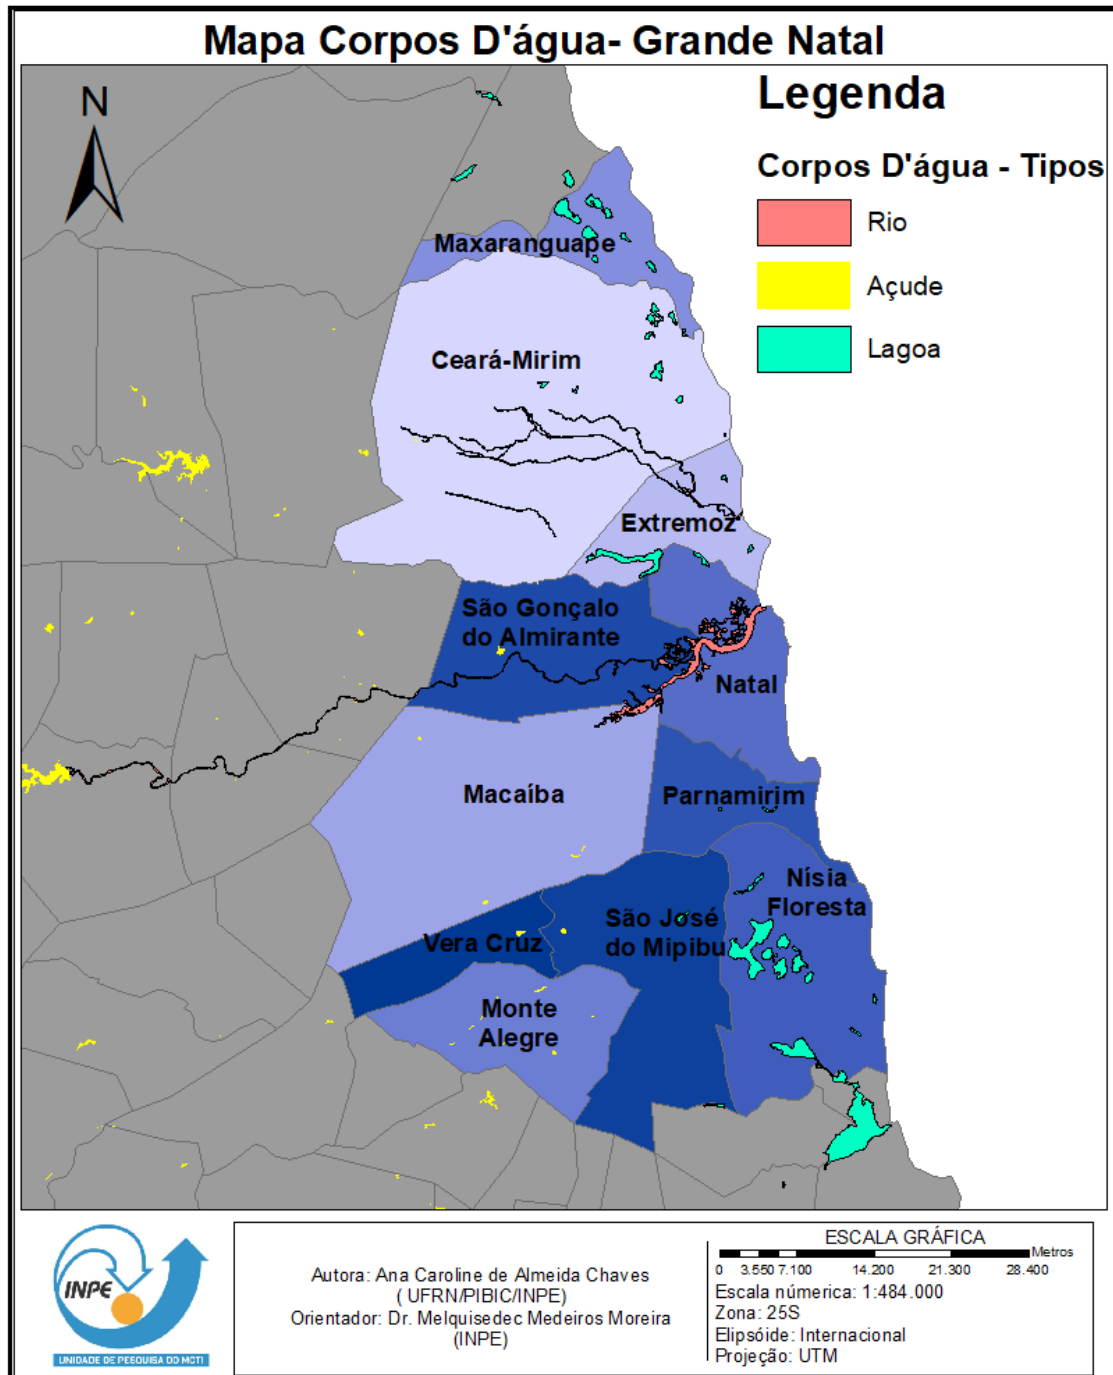 Mapa Corpos D'água- Grande Natal
N
Legenda
Corpos D'água - Tipos
Rio
Açude
Lagoa
Maxaranguape
Ceará-Mirim
Extremoz
São Gonçalo
do Almirante
Natal
Macaíba
Parnamirim
Nísia
Floresta
São José
do Mipibu
Vera Cruz
Monte
Alegre
INPE
UNIDADE DE PESQUISA DO MCTI
Autora: Ana Caroline de Almeida Chaves
( UFRN/PIBIC/INPE)
Orientador: Dr. Melquisedec Medeiros Moreira
(INPE)
ESCALA GRÁFICA
Metros
0 3.550 7.100 14.200 21.300 28.400
Escala númerica: 1:484.000
Zona: 25S
Elipsóide: Internacional
Projeção: UTM